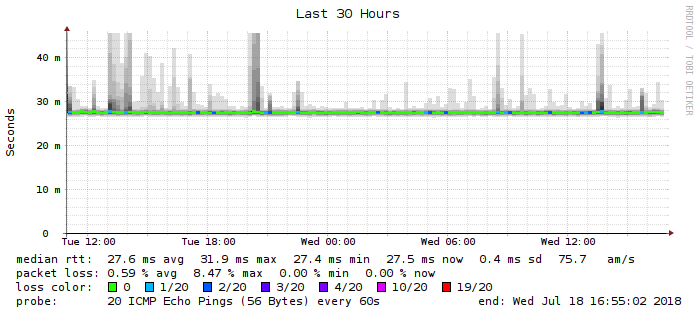 Last 30 Hours
RRDTOOL / TOBI OETIKER
Seconds
40 m
30 m
20 m
10 m
0
Tue 12:00 Tue 18:00 Wed 00:00 Wed 06:00 Wed 12:00
median rtt: 27.6 ms avg 31.9 ms max 27.4 ms min 27.5 ms now 0.4 ms sd 75.7 am/s
packet loss: 0.59 % avg 8.47 % max 0.00 % min 0.00 % now
loss color: 0 1/20 2/20 3/20 4/20 10/20 19/20
probe: 20 ICMP Echo Pings (56 Bytes) every 60s end: Wed Jul 18 16:55:02 2018